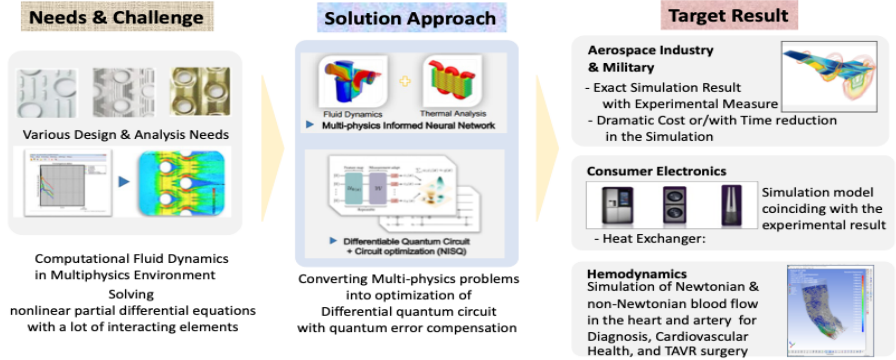 Needs & Challenge
Various Design & Analysis Needs
Computational Fluid Dynamics
in Multiphysics Environment
Solving
nonlinear partial differential equations
with a lot of interacting elements
Solution Approach
Fluid Dynamics
Thermal Analysis
Multi-physics Informed Neural Network
Differentiable Quantum Circuit
+ Circuit optimization (NISQ)
Converting Multi-physics problems
into optimization of
Differential quantum circuit
with quantum error compensation
Target Result
Aerospace Industry
& Military
- Exact Simulation Result
with Experimental Measure
- Dramatic Cost or/with Time reduction
in the Simulation
Consumer Electronics
Simulation model
coinciding with the
experimental result
- Heat Exchanger:
Hemodynamics
Simulation of Newtonian &
non-Newtonian blood flow
in the heart and artery for
Diagnosis, Cardiovascular
Health, and TAVR surgery